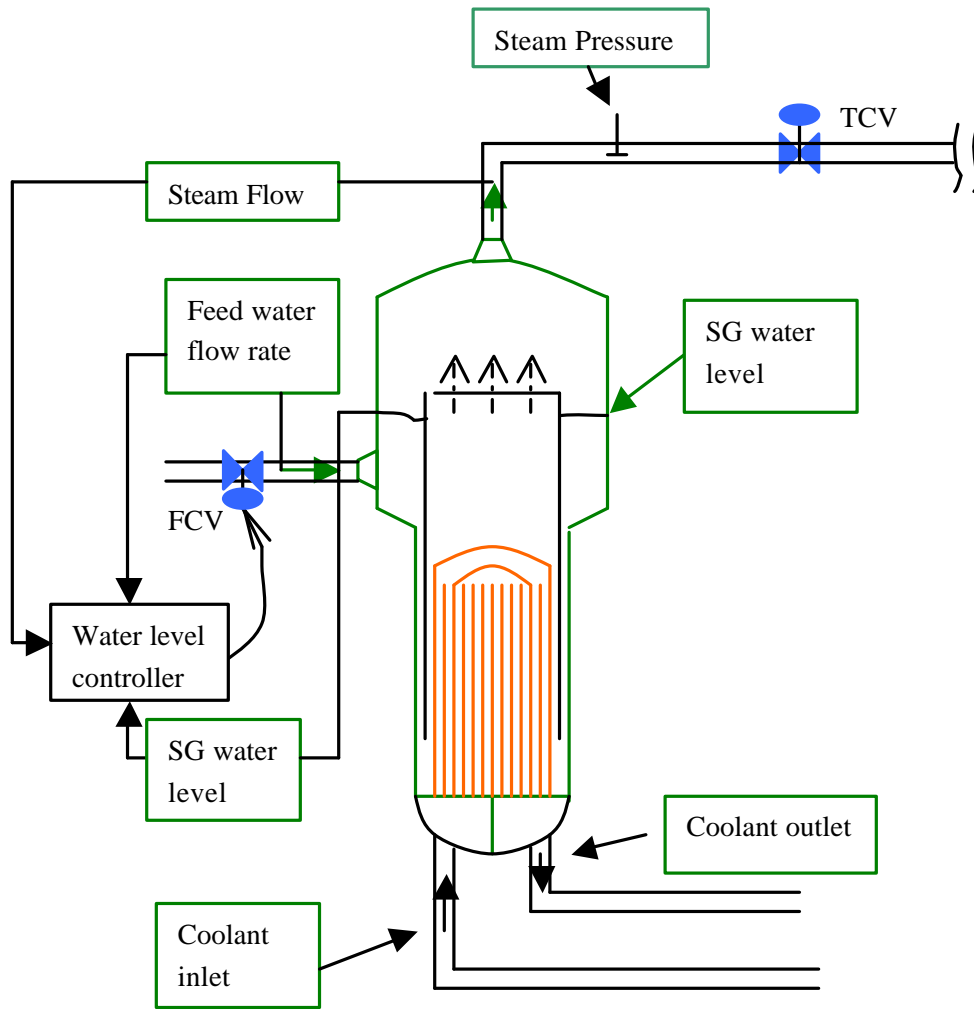 Steam Pressure
TCV
Steam Flow
Feed water
flow rate
SG water
level
FCV
Water level
controller
SG water
level
Coolant outlet
Coolant
inlet